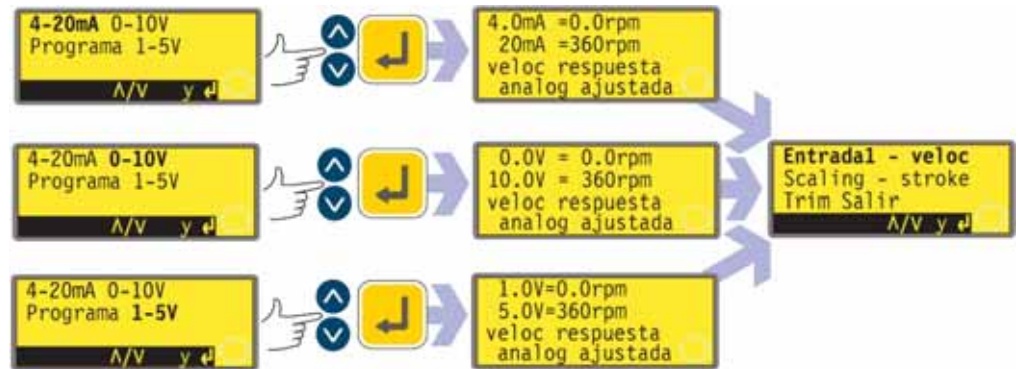 4-20mA 0-10V
Programa 1-5V
Λ/V y ↲
4.0mA =0.0rpm
20mA =360rpm
veloc respuesta
analog ajustada
4-20mA 0-10V
Programa 1-5V
Λ/V y ↲
0.0V = 0.0rpm
10.0V = 360rpm
veloc respuesta
analog ajustada
Entrada1 - veloc
Scaling - stroke
Trim Salir
Λ/V y ↲
4-20mA 0-10V
Programa 1-5V
Λ/V y ↲
1.0V=0.0rpm
5.0V=360rpm
veloc respuesta
analog ajustada